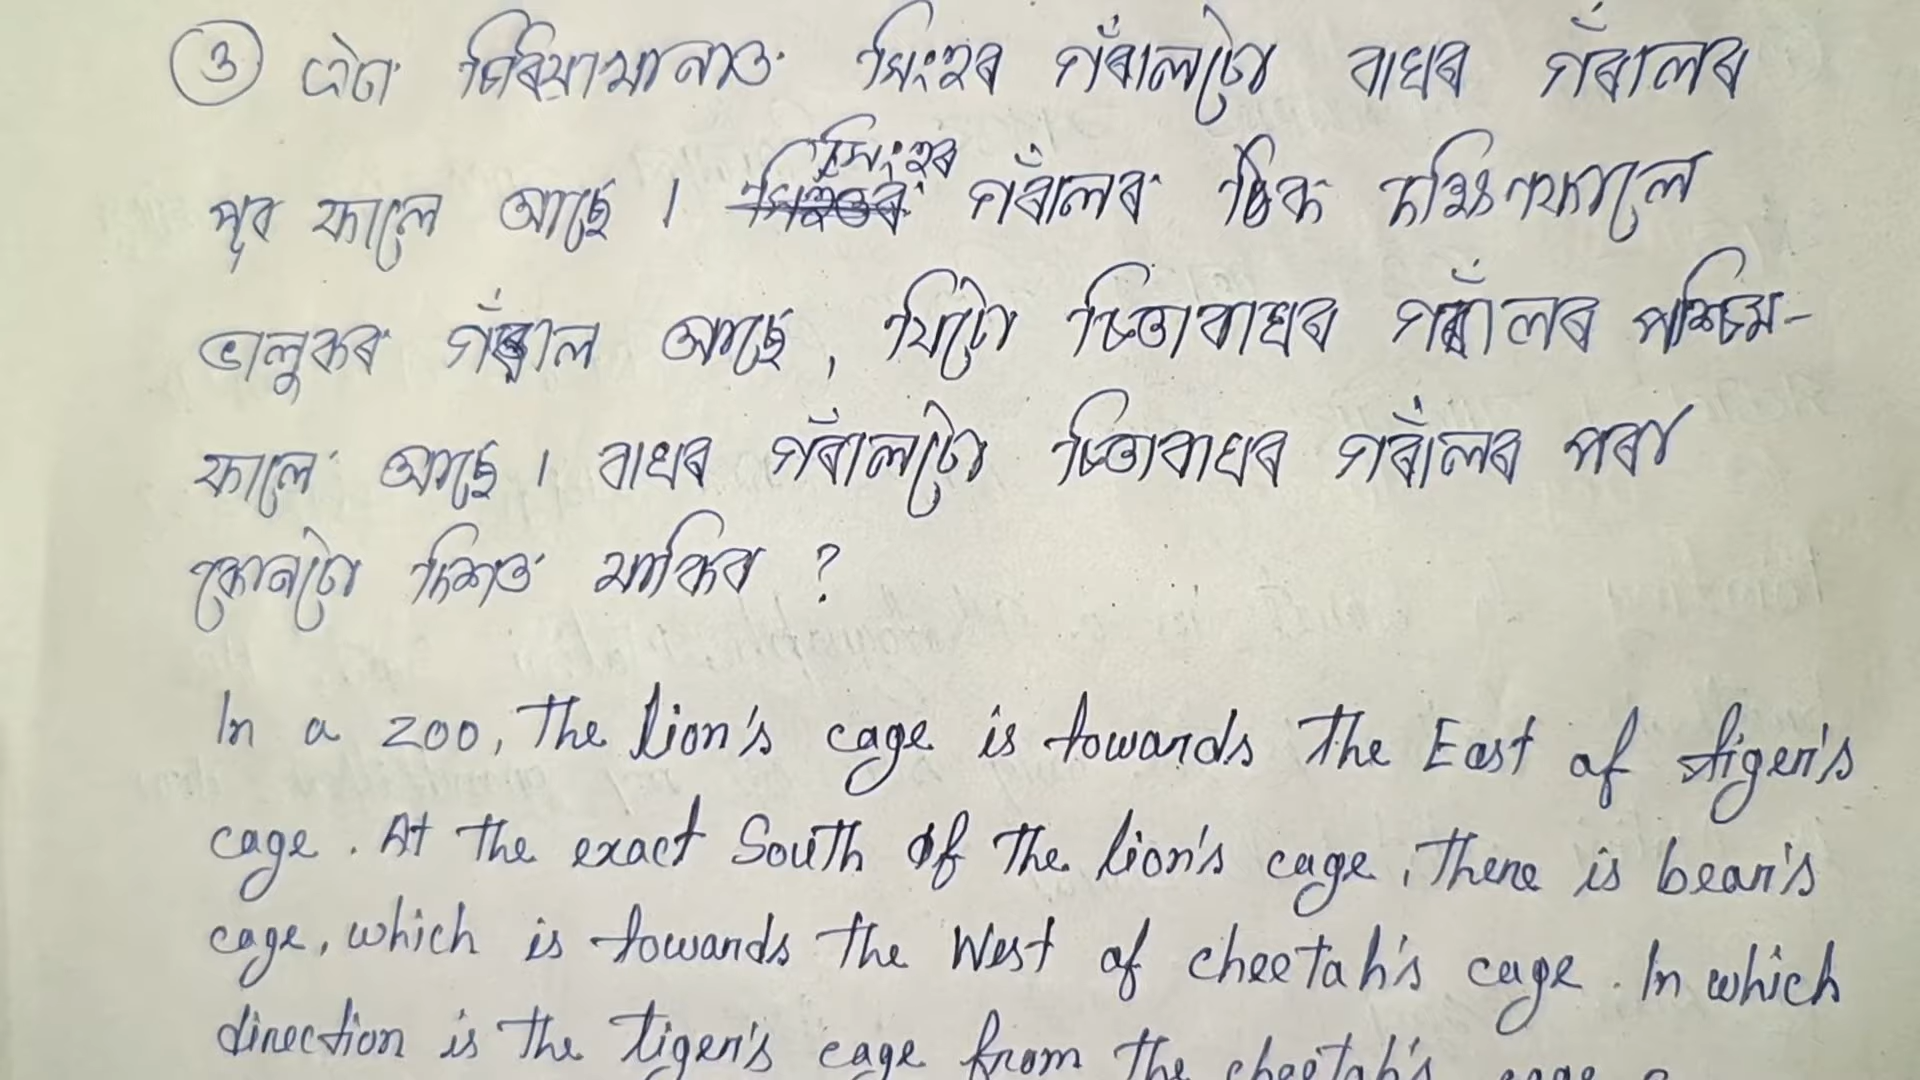 ③ এটা চিৰিয়াখানাত সিংহৰ গঁৰালটো বাঘৰ গঁৰালৰ
পূব ফালে আছে । সিংহৰ গঁৰালৰ ঠিক দক্ষিণফালে
ভালুকৰ গঁৰাল আছে, যিটো চিতাবাঘৰ গঁৰালৰ পশ্চিম-
ফালে আছে । বাঘৰ গঁৰালটো চিতাবাঘৰ গঁৰালৰ পৰা
কোনটো দিশত থাকিব ?
In a zoo, the lion's cage is towards the East of tiger's
cage. At the exact South of the lion's cage, there is bear's
cage, which is towards the West of cheetah's cage. In which
direction is the tiger's cage from the cheetah's cage ?